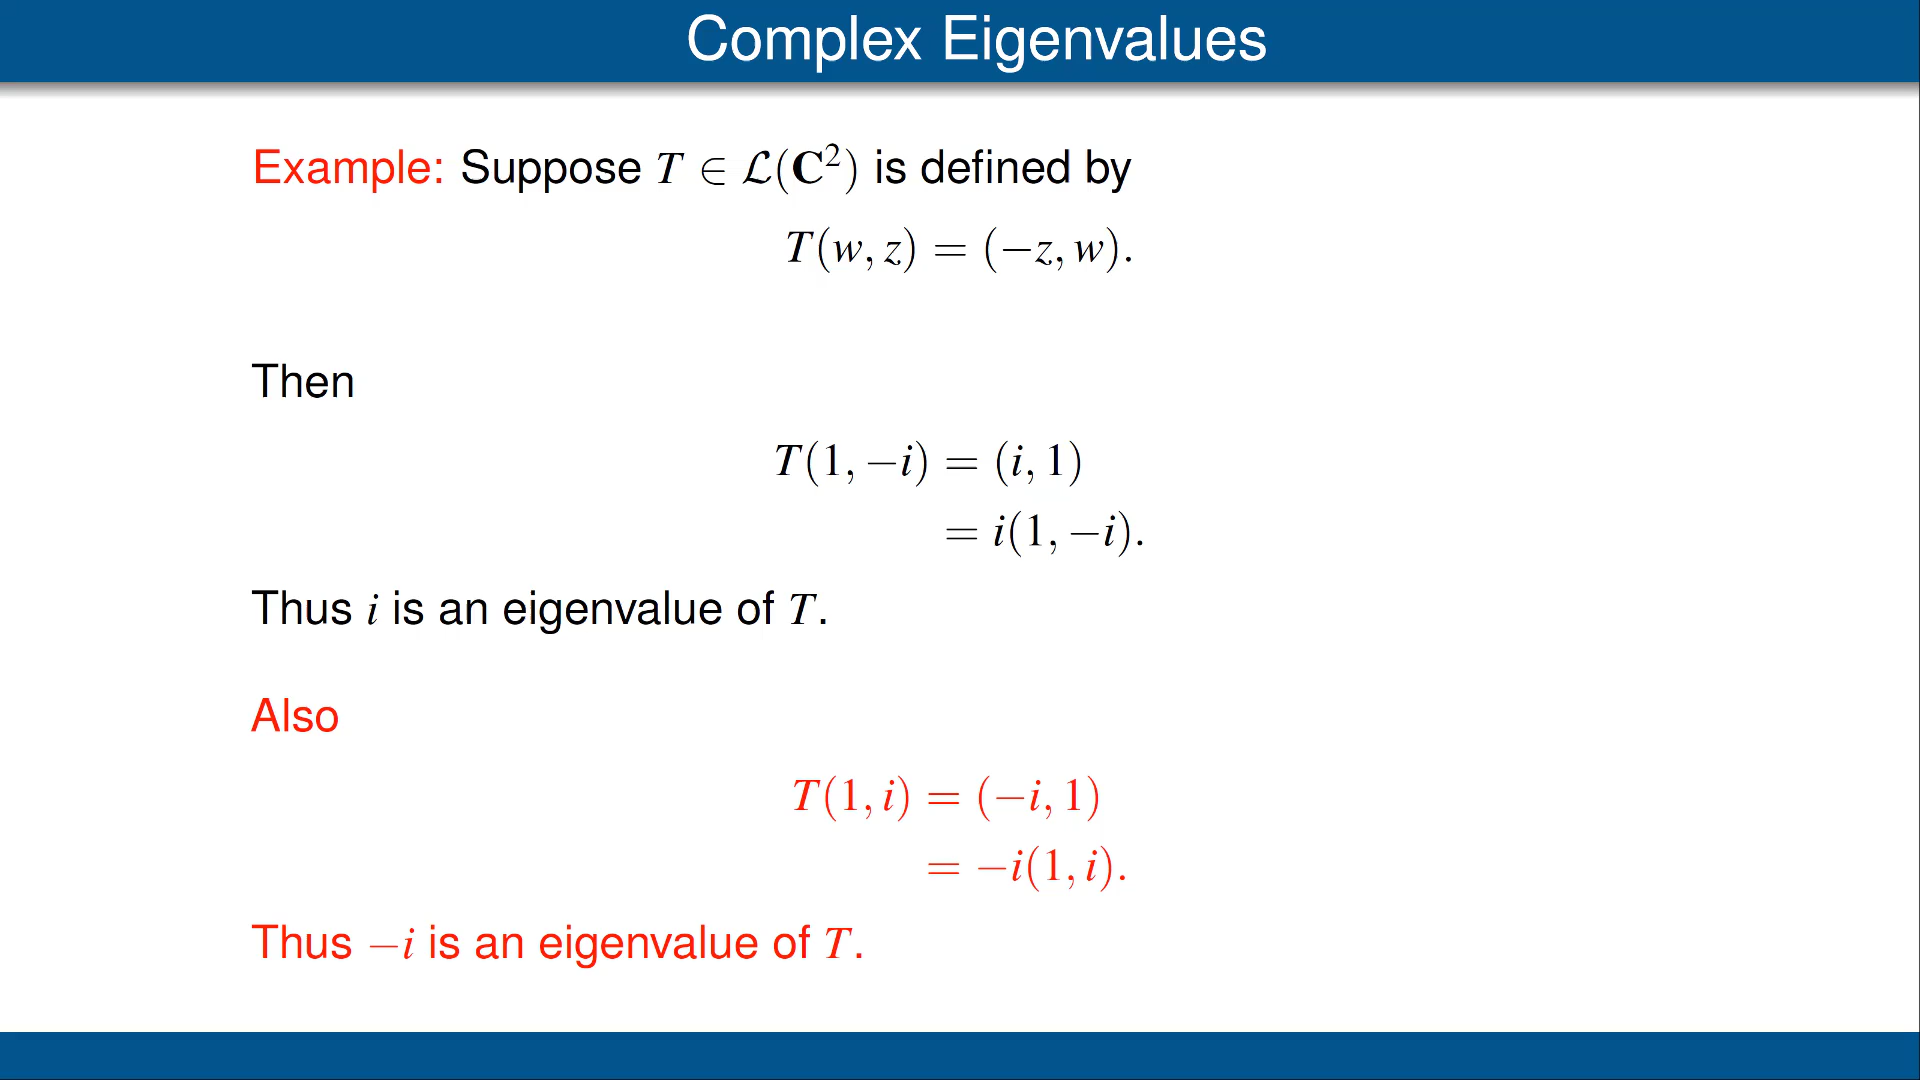 Complex Eigenvalues
Example: Suppose T ∈ ℒ(𝐂²) is defined by
T(w, z) = (−z, w).
Then
T(1, −i) = (i, 1)
= i(1, −i).
Thus i is an eigenvalue of T.
Also
T(1, i) = (−i, 1)
= −i(1, i).
Thus −i is an eigenvalue of T.